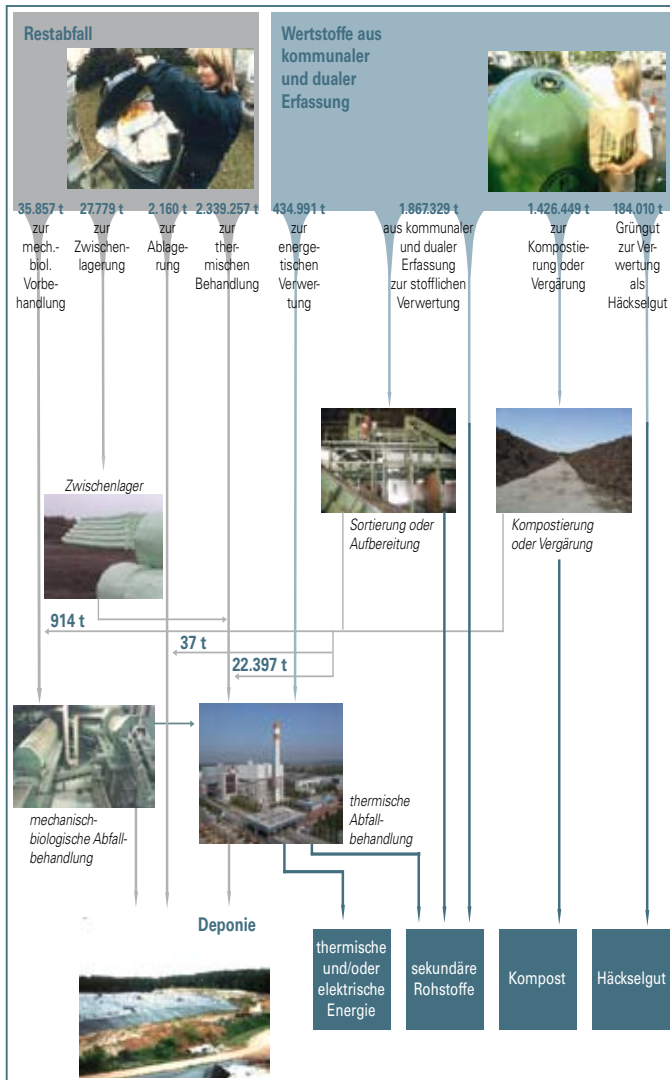 Restabfall
Wertstoffe aus
kommunaler
und dualer
Erfassung
35.857 t
zur
mech.-
biol.
Vorbe-
handlung
27.779 t
zur
Zwischen-
lagerung
2.160 t
zur
Ablage-
rung
2.339.257 t
zur
ther-
mischen
Behandlung
434.991 t
zur
energe-
tischen
Verwer-
tung
1.867.329 t
aus kommunaler
und dualer
Erfassung
zur stofflichen
Verwertung
1.426.449 t
zur
Kompostie-
rung oder
Vergärung
184.010 t
Grüngut
zur Ver-
wertung
als
Häckselgut
Zwischenlager
Sortierung oder
Aufbereitung
Kompostierung
oder Vergärung
914 t
37 t
22.397 t
mechanisch-
biologische Abfall-
behandlung
thermische
Abfall-
behandlung
Deponie
thermische
und/oder
elektrische
Energie
sekundäre
Rohstoffe
Kompost
Häckselgut